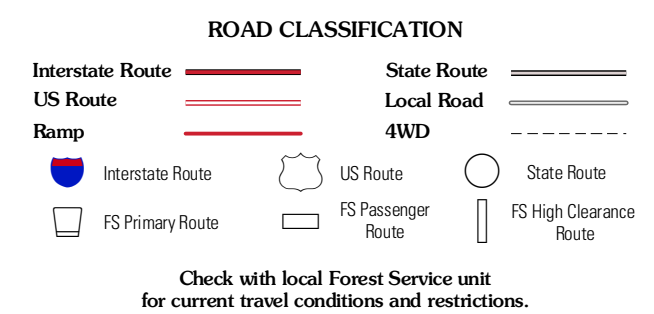 ROAD CLASSIFICATION
Interstate Route
State Route
US Route
Local Road
Ramp
4WD
Interstate Route
US Route
State Route
FS Primary Route
FS Passenger
Route
FS High Clearance
Route
Check with local Forest Service unit
for current travel conditions and restrictions.